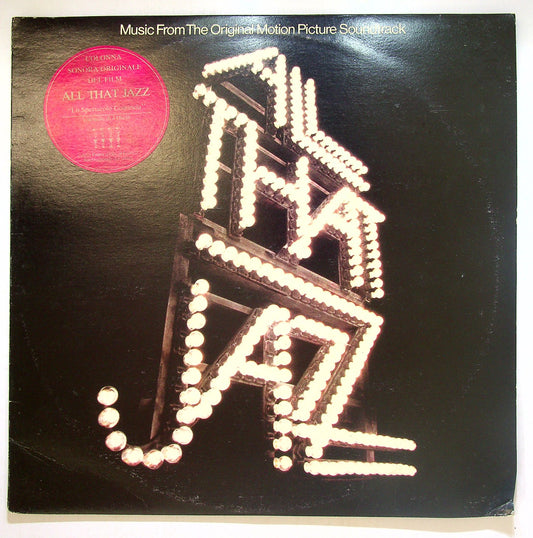 Music From The Original Motion Picture Soundtrack
COLONNA
SONORA ORIGINALE
DEL FILM
ALL THAT JAZZ
ALL
THAT
JAZZ